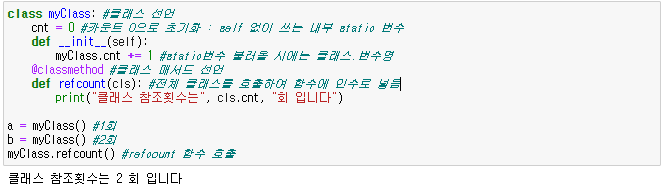 class myClass: #클래스 선언
cnt = 0 #카운트 0으로 초기화 : self 없이 쓰는 내부 static 변수
def __init__(self):
myClass.cnt += 1 #static변수 불러올 시에는 클래스.변수명
@classmethod #클래스 메서드 선언
def refcount(cls): #전체 클래스를 호출하여 함수에 인수로 넣음
print("클래스 참조횟수는", cls.cnt, "회 입니다")
a = myClass() #1회
b = myClass() #2회
myClass.refcount() #refcount 함수 호출
클래스 참조횟수는 2 회 입니다